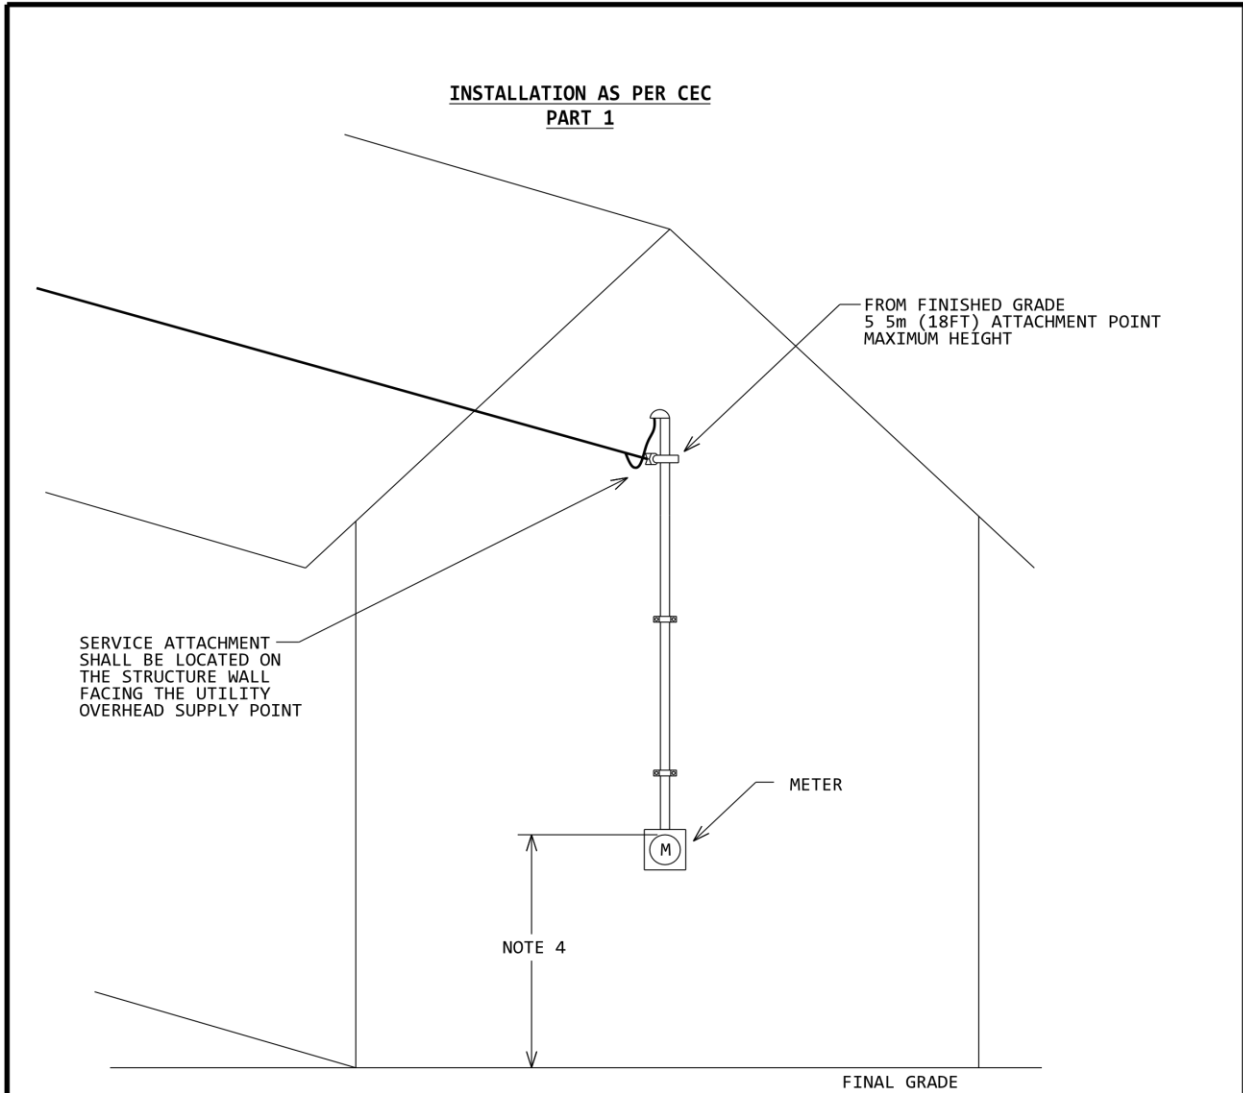 INSTALLATION AS PER CEC
PART 1
FROM FINISHED GRADE
5 5m (18FT) ATTACHMENT POINT
MAXIMUM HEIGHT
SERVICE ATTACHMENT
SHALL BE LOCATED ON
THE STRUCTURE WALL
FACING THE UTILITY
OVERHEAD SUPPLY POINT
METER
M
NOTE 4
FINAL GRADE